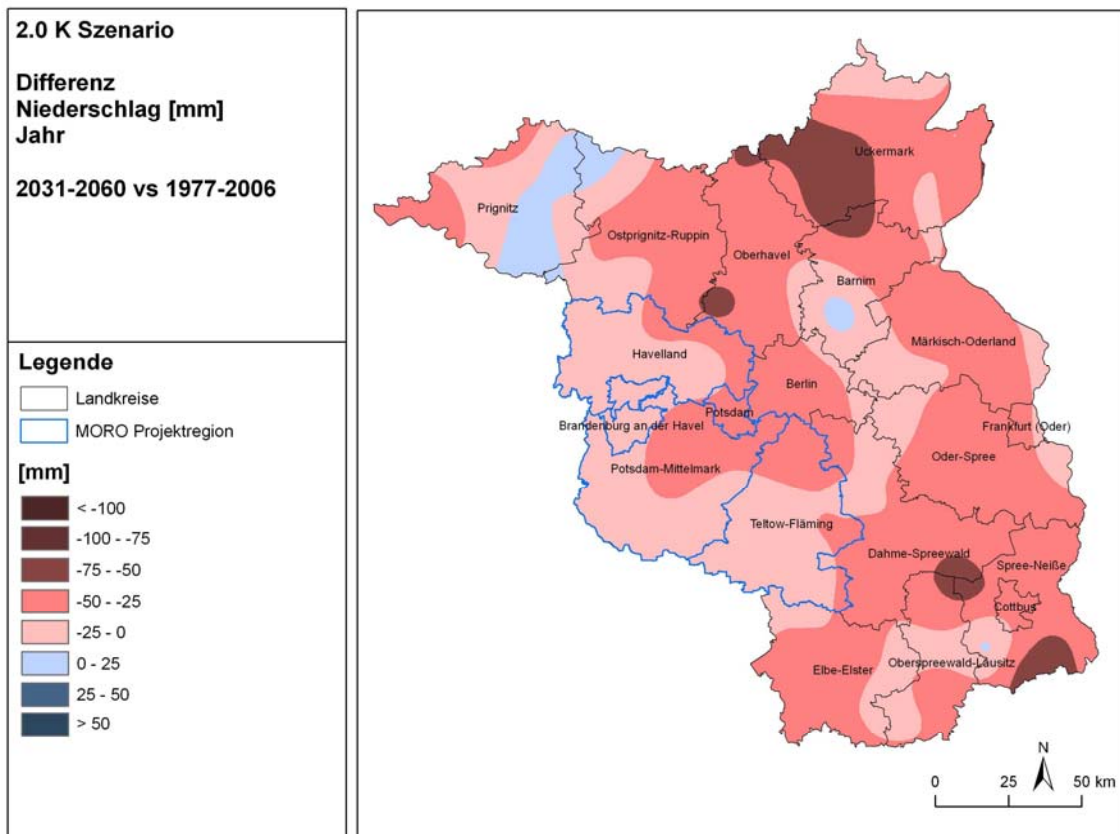 2.0 K Szenario
Differenz
Niederschlag [mm]
Jahr
2031-2060 vs 1977-2006
Legende
Landkreise
MORO Projektregion
[mm]
< -100
-100 - -75
-75 - -50
-50 - -25
-25 - 0
0 - 25
25 - 50
> 50
Uckermark
Prignitz
Ostprignitz-Ruppin
Oberhavel
Barnim
Märkisch-Oderland
Havelland
Berlin
Potsdam
Brandenburg an der Havel
Frankfurt (Oder)
Oder-Spree
Potsdam-Mittelmark
Teltow-Fläming
Dahme-Spreewald
Spree-Neiße
Cottbus
Elbe-Elster
Oberspreewald-Lausitz
N
0 25 50 km